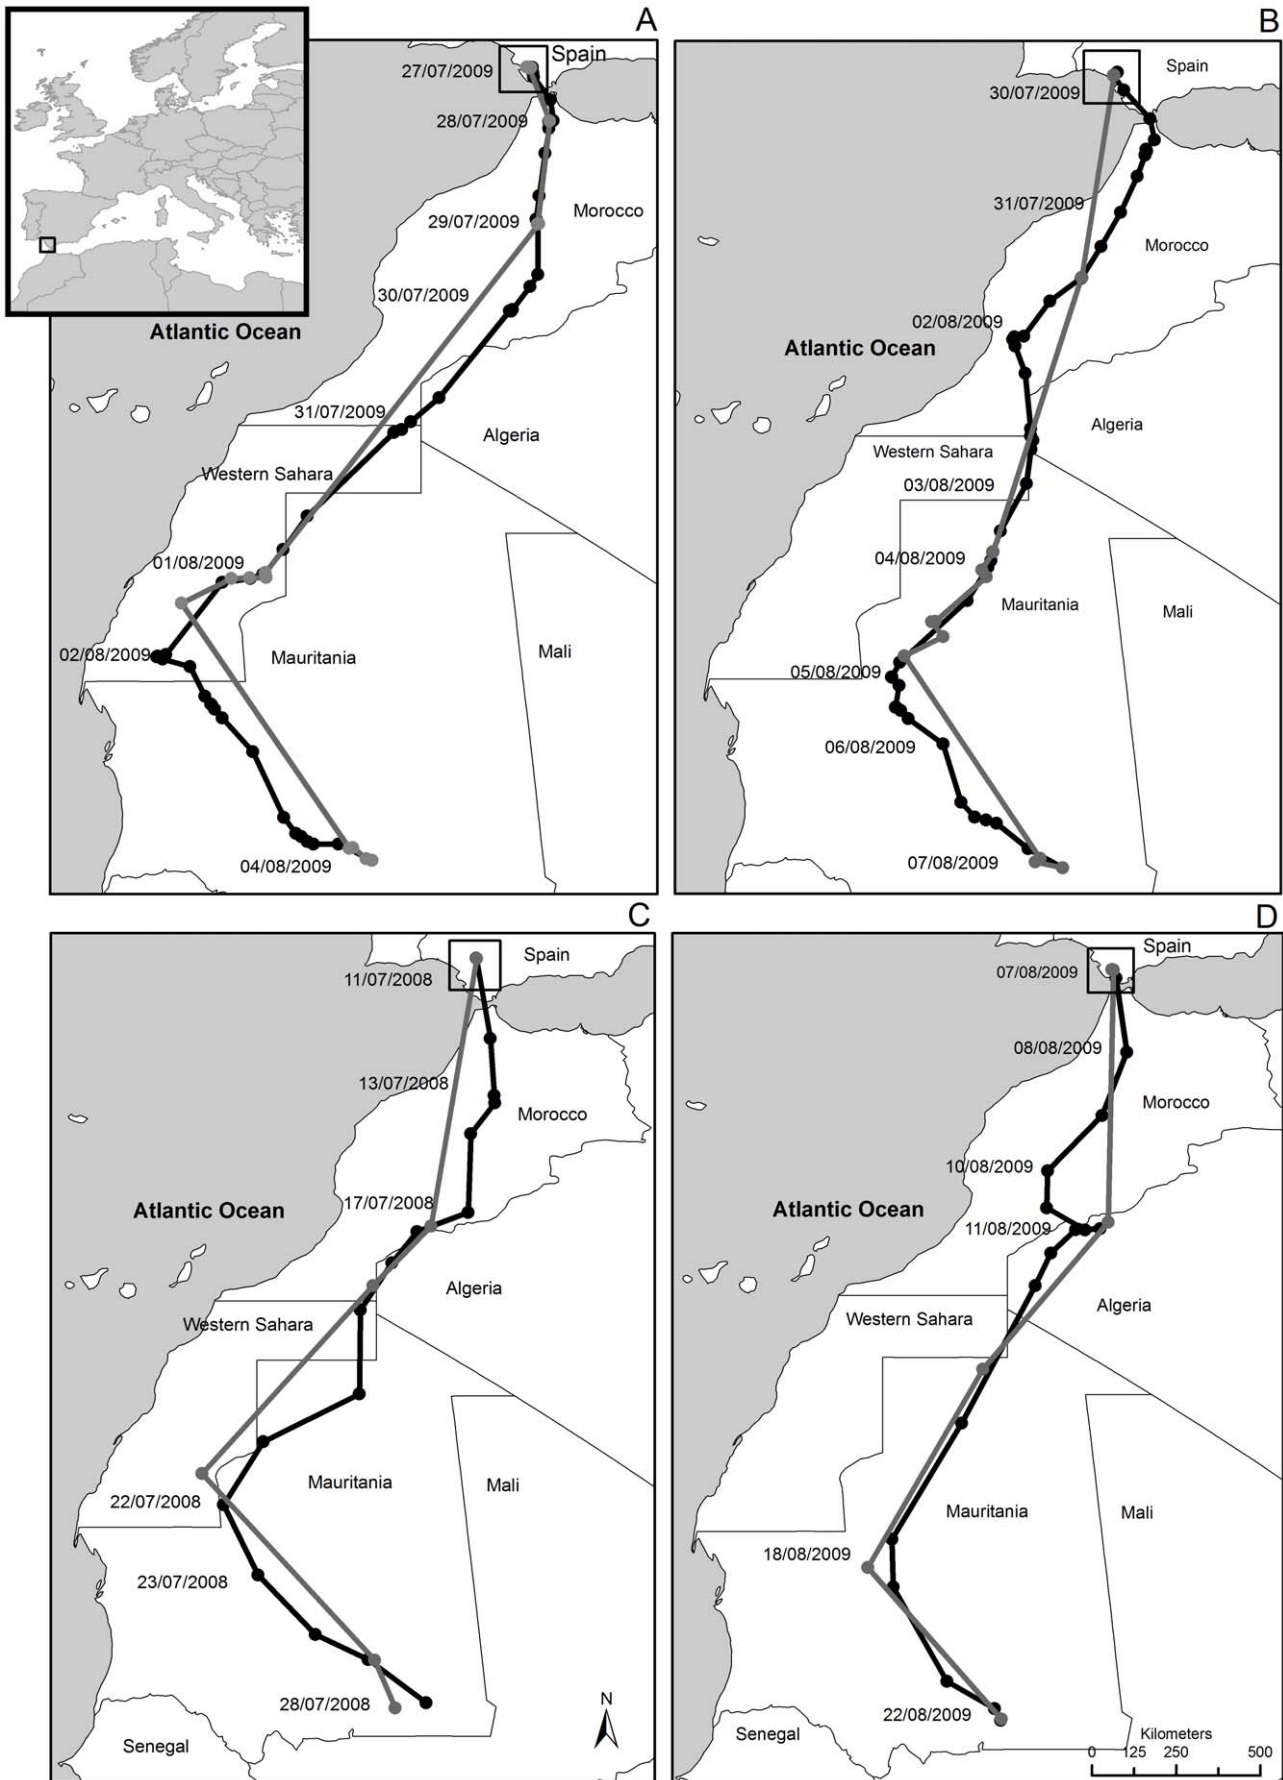 A
Spain
27/07/2009
28/07/2009
29/07/2009
Morocco
30/07/2009
Atlantic Ocean
31/07/2009
Algeria
Western Sahara
01/08/2009
02/08/2009
Mauritania
Mali
04/08/2009
B
Spain
30/07/2009
31/07/2009
Morocco
02/08/2009
Atlantic Ocean
Algeria
Western Sahara
03/08/2009
04/08/2009
Mauritania
Mali
05/08/2009
06/08/2009
07/08/2009
C
Spain
11/07/2008
13/07/2008
Morocco
17/07/2008
Atlantic Ocean
Algeria
Western Sahara
Mauritania
Mali
22/07/2008
23/07/2008
28/07/2008
N
Senegal
D
Spain
07/08/2009
08/08/2009
Morocco
10/08/2009
Atlantic Ocean
11/08/2009
Algeria
Western Sahara
Mauritania
Mali
18/08/2009
22/08/2009
Senegal
Kilometers
0 125 250 500